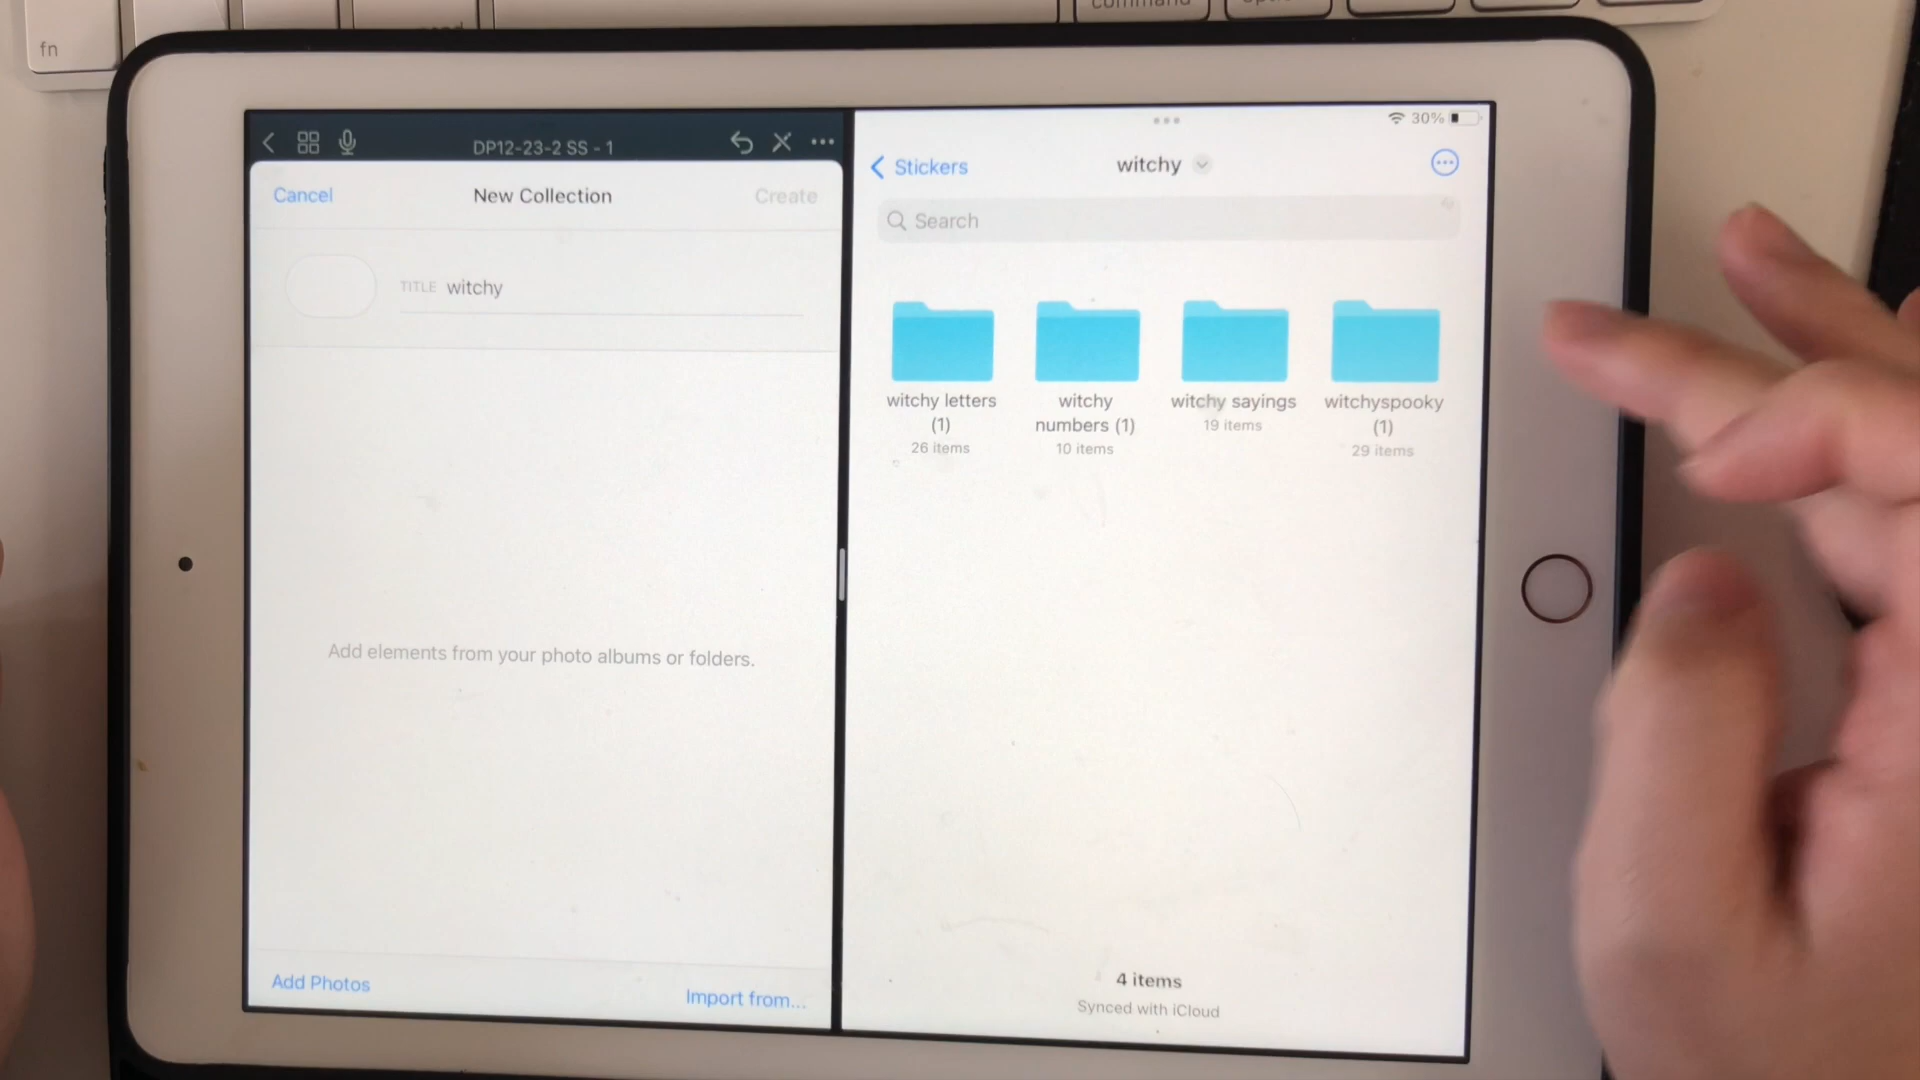 fn
command
DP12-23-2 SS - 1
Cancel
New Collection
Create
TITLE witchy
Add elements from your photo albums or folders.
Add Photos
Import from...
30%
Stickers
witchy
Search
witchy letters
(1)
26 items
witchy
numbers (1)
10 items
witchy sayings
19 items
witchyspooky
(1)
29 items
4 items
Synced with iCloud